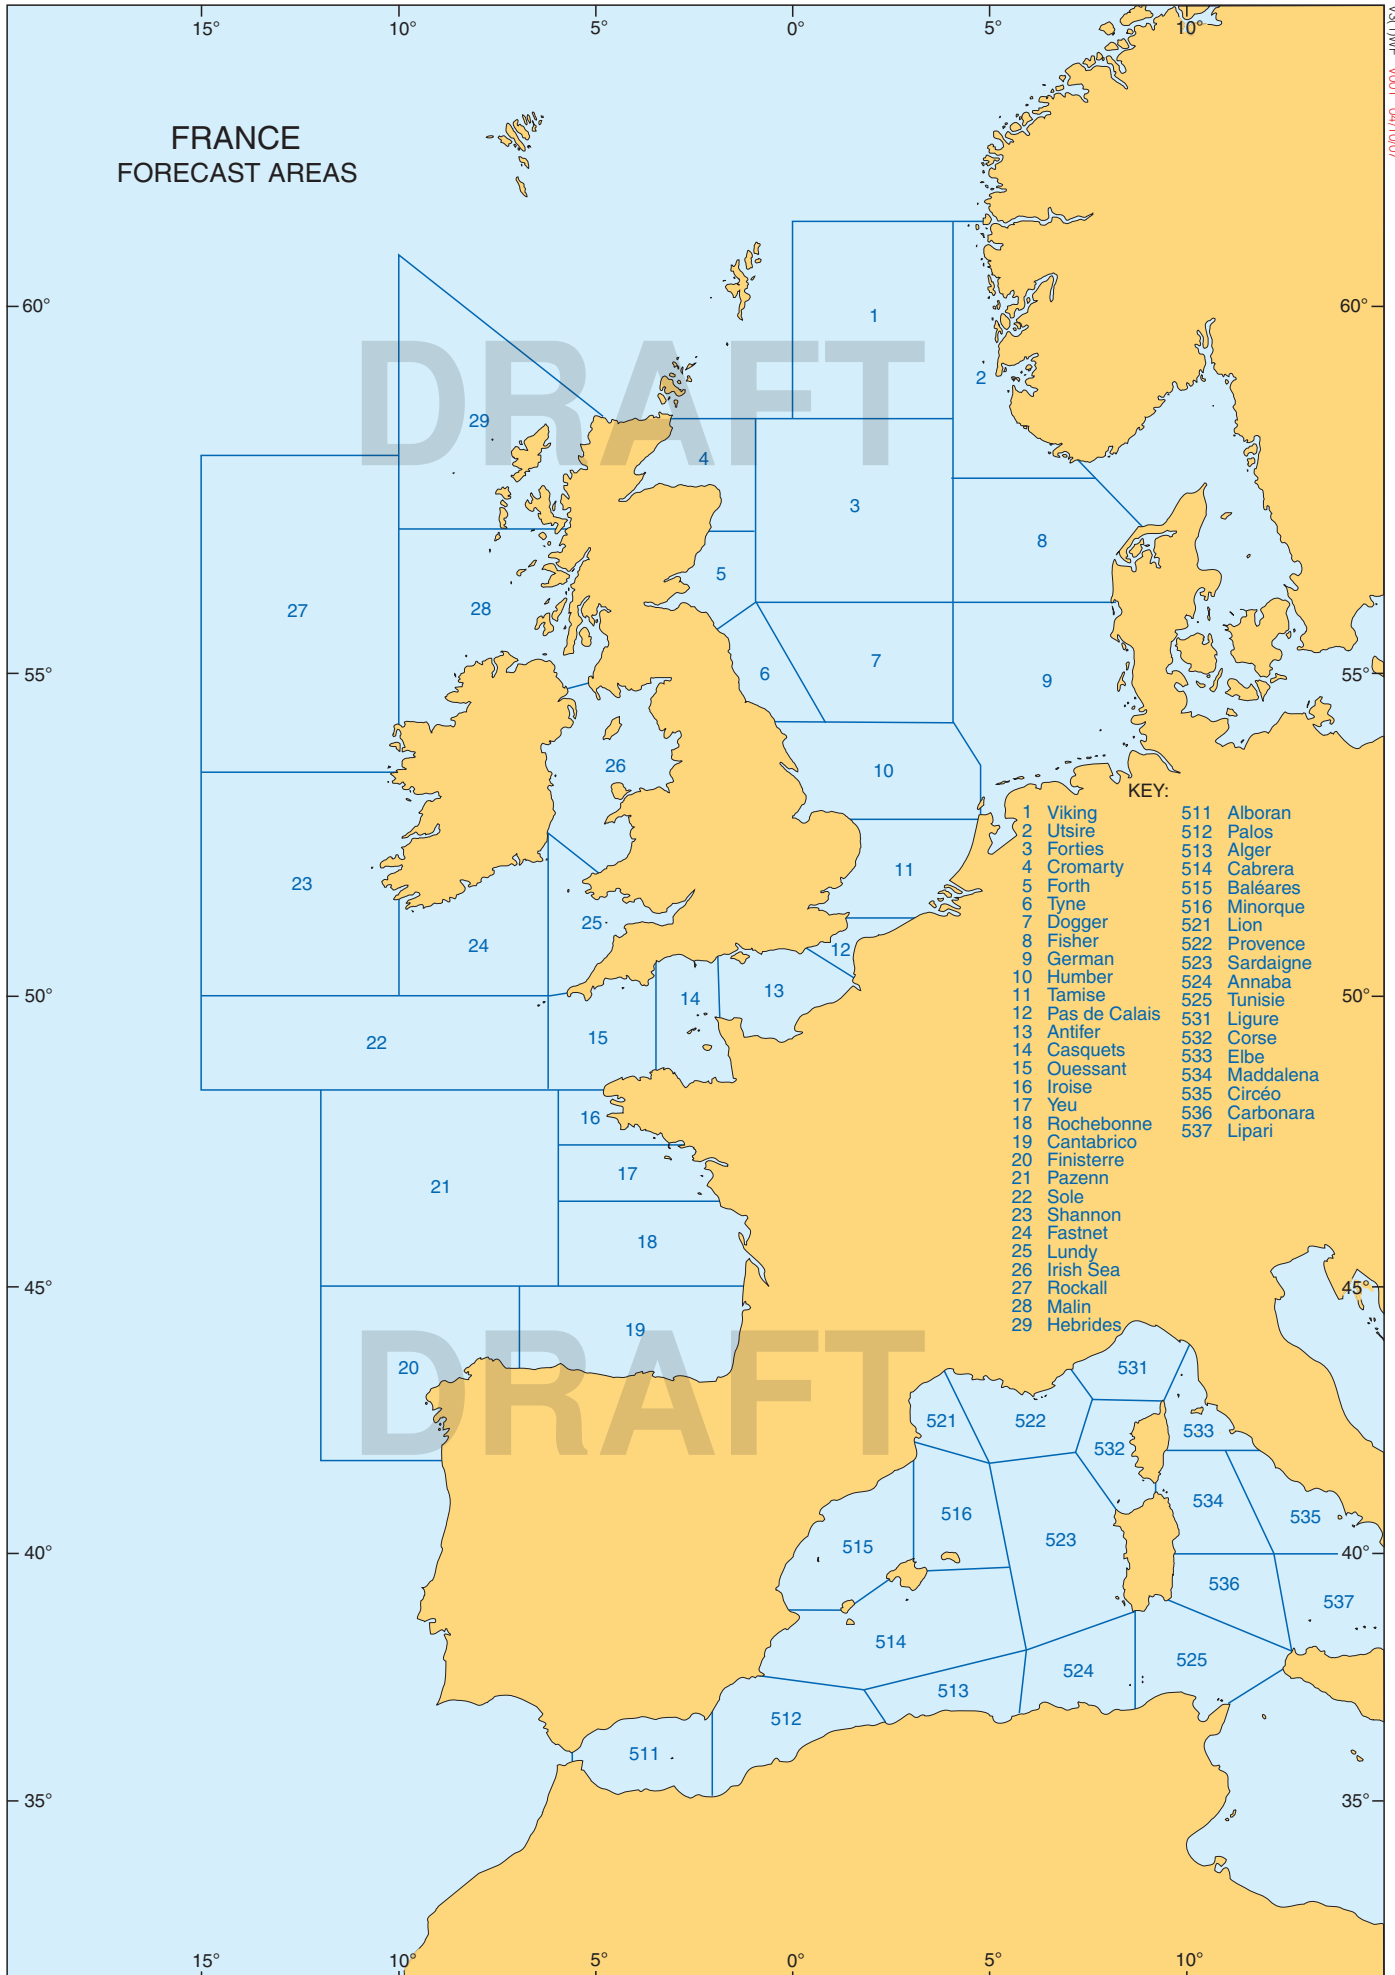 15° 10° 5° 0° 5° 10°
FRANCE
FORECAST AREAS
V001 04/10/07
60° 60°
1
DRAFT
2
29
4
3
8
5
27
28
7
55° 55°
6
9
26
10
KEY:
1 Viking
2 Utsire
3 Forties
4 Cromarty
5 Forth
6 Tyne
7 Dogger
8 Fisher
9 German
10 Humber
11 Tamise
12 Pas de Calais
13 Antifer
14 Casquets
15 Ouessant
16 Iroise
17 Yeu
18 Rochebonne
19 Cantabrico
20 Finisterre
21 Pazenn
22 Sole
23 Shannon
24 Fastnet
25 Lundy
26 Irish Sea
27 Rockall
28 Malin
29 Hebrides
511 Alboran
512 Palos
513 Alger
514 Cabrera
515 Baléares
516 Minorque
521 Lion
522 Provence
523 Sardaigne
524 Annaba
525 Tunisie
531 Ligure
532 Corse
533 Elbe
534 Maddalena
535 Circéo
536 Carbonara
537 Lipari
11
23
25
24
12
13
50° 50°
14
15
22
16
17
21
18
45° 45°
19
DRAFT
20
531
521
522
533
532
534
516
535
523
515
40° 40°
536
537
514
525
524
513
512
511
35° 35°
15° 10° 5° 0° 5° 10°